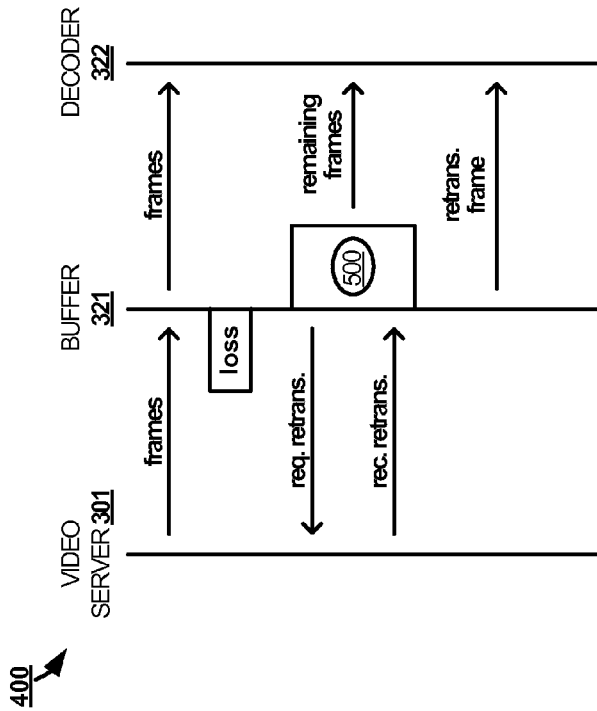 400
VIDEO
SERVER 301
BUFFER
321
DECODER
322
frames
frames
loss
req. retrans.
500
remaining
frames
rec. retrans.
retrans.
frame